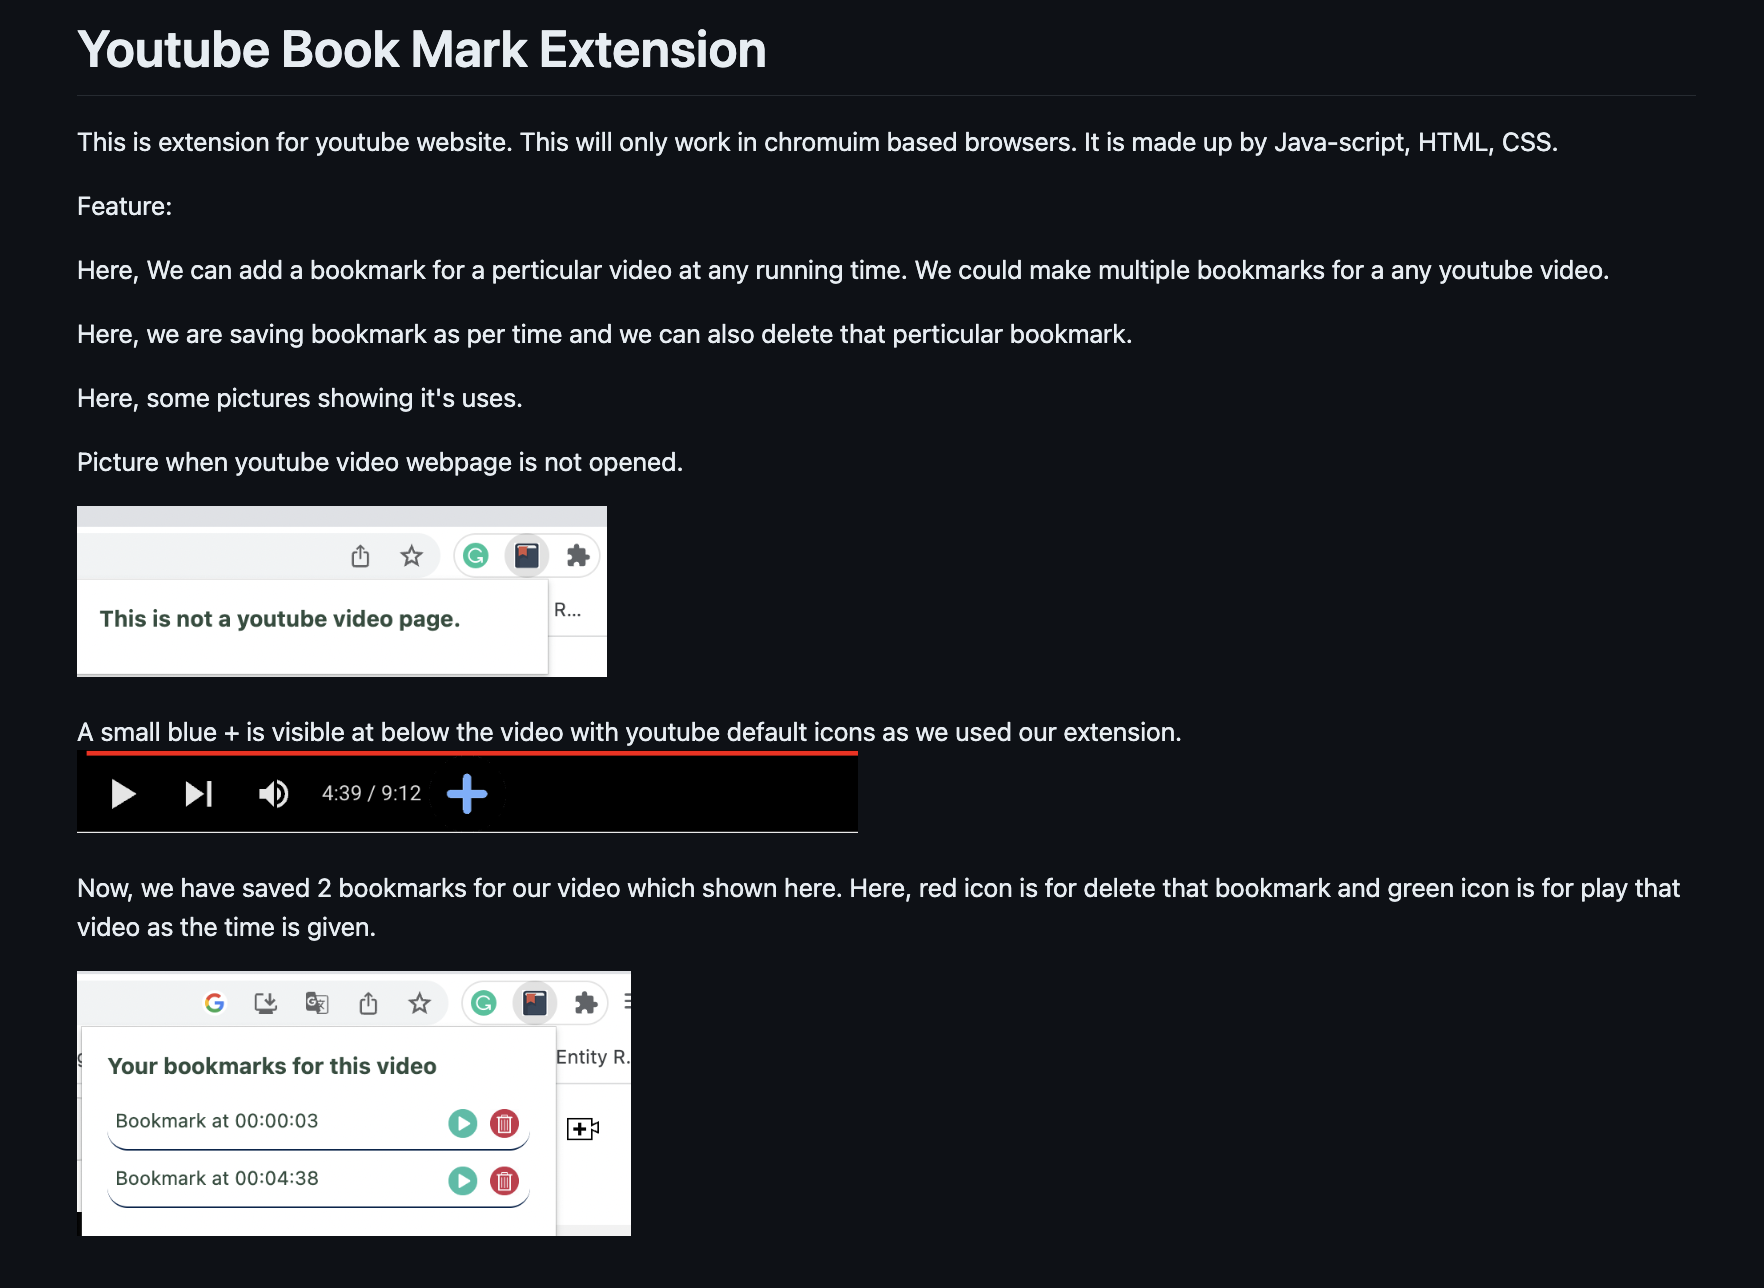 Youtube Book Mark Extension
This is extension for youtube website. This will only work in chromuim based browsers. It is made up by Java-script, HTML, CSS.
Feature:
Here, We can add a bookmark for a perticular video at any running time. We could make multiple bookmarks for a any youtube video.
Here, we are saving bookmark as per time and we can also delete that perticular bookmark.
Here, some pictures showing it's uses.
Picture when youtube video webpage is not opened.
R...
This is not a youtube video page.
A small blue + is visible at below the video with youtube default icons as we used our extension.
4:39 / 9:12
Now, we have saved 2 bookmarks for our video which shown here. Here, red icon is for delete that bookmark and green icon is for play that
video as the time is given.
Entity R.
Your bookmarks for this video
Bookmark at 00:00:03
Bookmark at 00:04:38